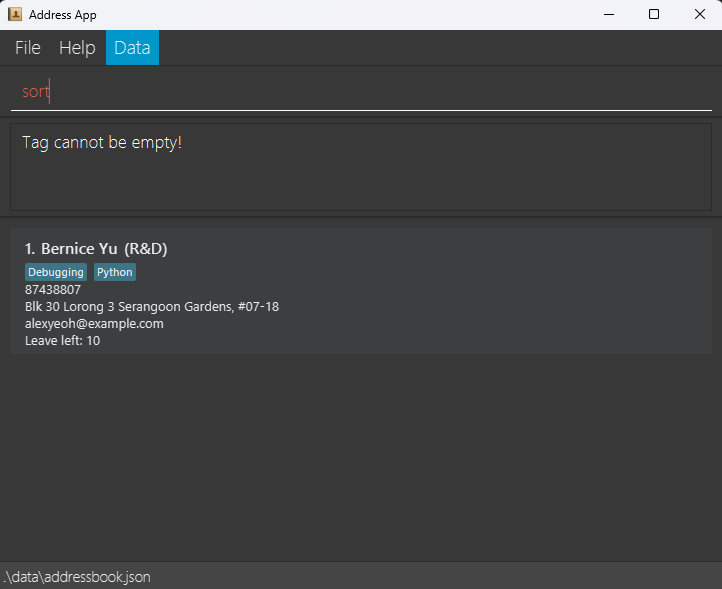 Address App
File Help Data
sort
Tag cannot be empty!
1. Bernice Yu (R&D)
Debugging Python
87438807
Blk 30 Lorong 3 Serangoon Gardens, #07-18
alexyeoh@example.com
Leave left: 10
.\data\addressbook.json